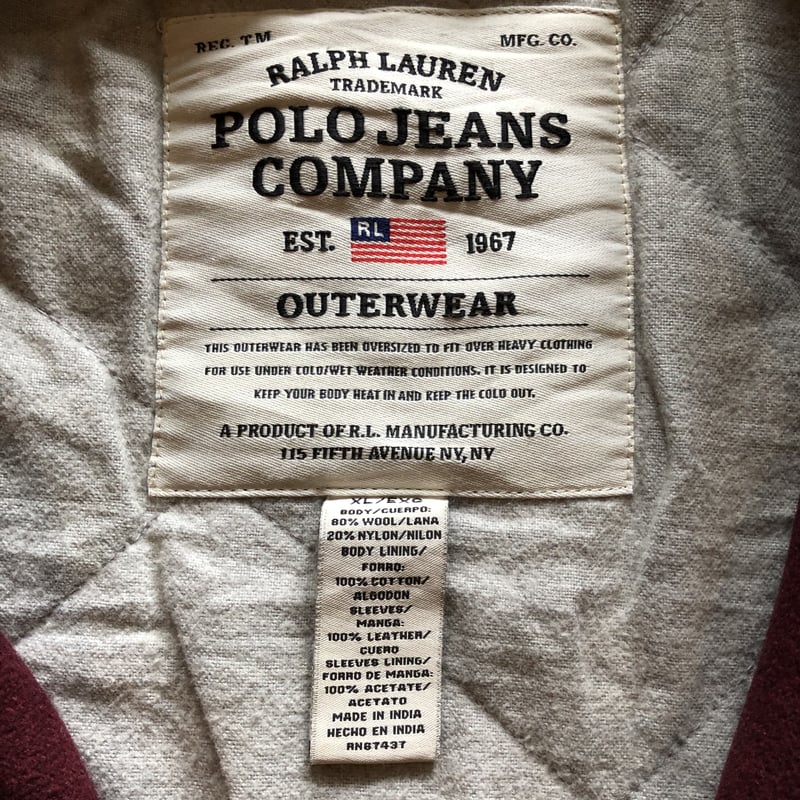 REG. TM MFG. CO.
RALPH LAUREN
TRADEMARK
POLO JEANS
COMPANY
EST. RL 1967
OUTERWEAR
THIS OUTERWEAR HAS BEEN OVERSIZED TO FIT OVER HEAVY CLOTHING
FOR USE UNDER COLD/WET WEATHER CONDITIONS. IT IS DESIGNED TO
KEEP YOUR BODY HEAT IN AND KEEP THE COLD OUT.
A PRODUCT OF R.L. MANUFACTURING CO.
115 FIFTH AVENUE NY, NY
XL/EXG
BODY/CUERPO:
80% WOOL/LANA
20% NYLON/NILON
BODY LINING/
FORRO:
100% COTTON/
ALGODON
SLEEVES/
MANGA:
100% LEATHER/
CUERO
SLEEVES LINING/
FORRO DE MANGA:
100% ACETATE/
ACETATO
MADE IN INDIA
HECHO EN INDIA
RN67437